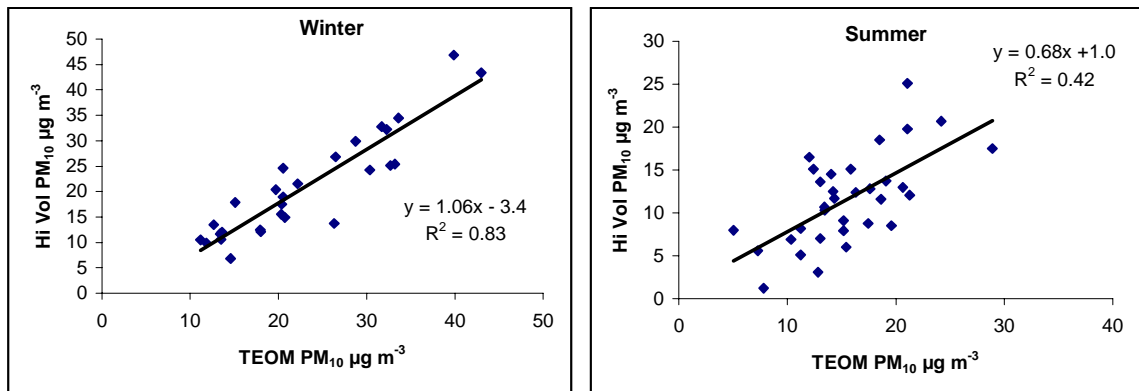 Winter
50
45
40
35
30
25
20
15
10
5
0
Hi Vol PM₁₀ µg m⁻³
y = 1.06x - 3.4
R² = 0.83
0 10 20 30 40 50
TEOM PM₁₀ µg m⁻³
Summer
30
25
20
15
10
5
0
Hi Vol PM₁₀ µg m⁻³
y = 0.68x +1.0
R² = 0.42
0 10 20 30 40
TEOM PM₁₀ µg m⁻³